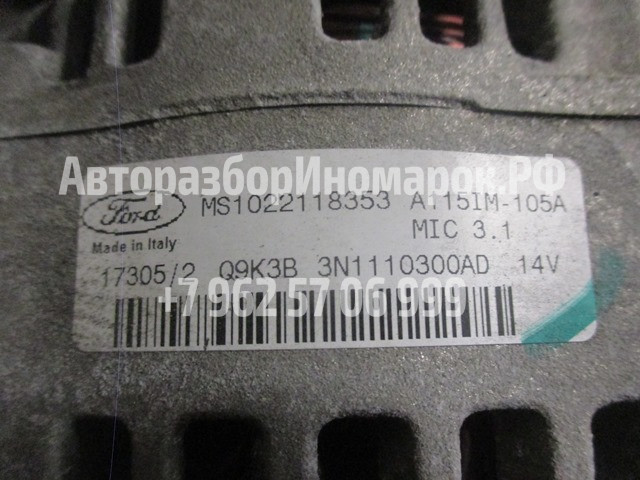 АвторазборИномарок.РФ
Ford
MS1022118353 A115IM-105A
Made in Italy
MIC 3.1
17305/2 Q9K3B 3N1110300AD 14V
+7 962 57 06 999